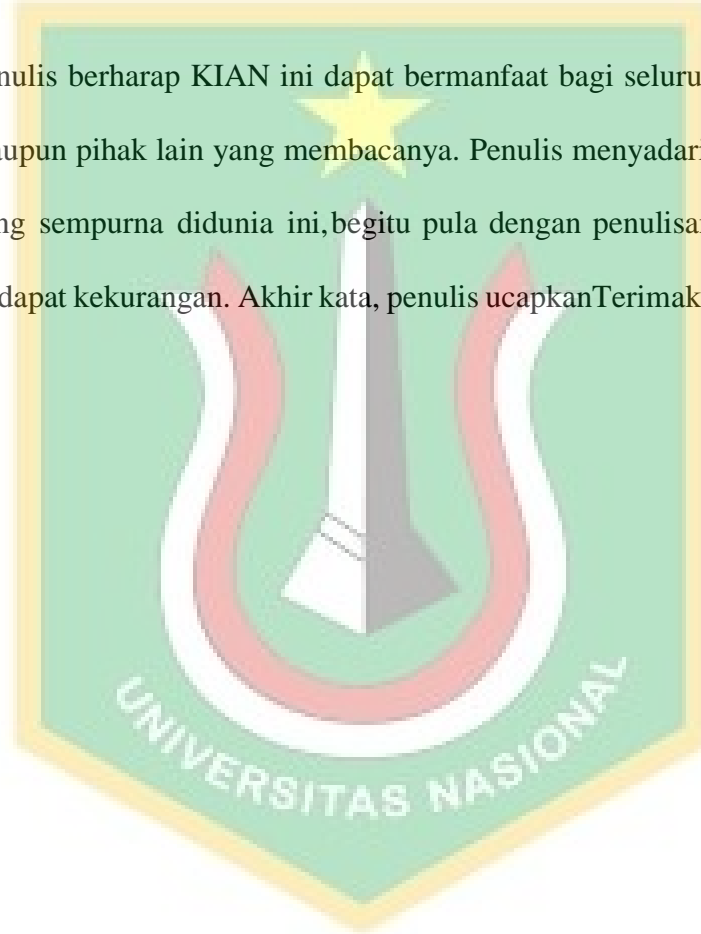 nulis berharap KIAN ini dapat bermanfaat bagi seluru
upun pihak lain yang membacanya. Penulis menyadari
ng sempurna didunia ini,begitu pula dengan penulisan
dapat kekurangan. Akhir kata, penulis ucapkanTerimak
UNIVERSITAS NASIONAL